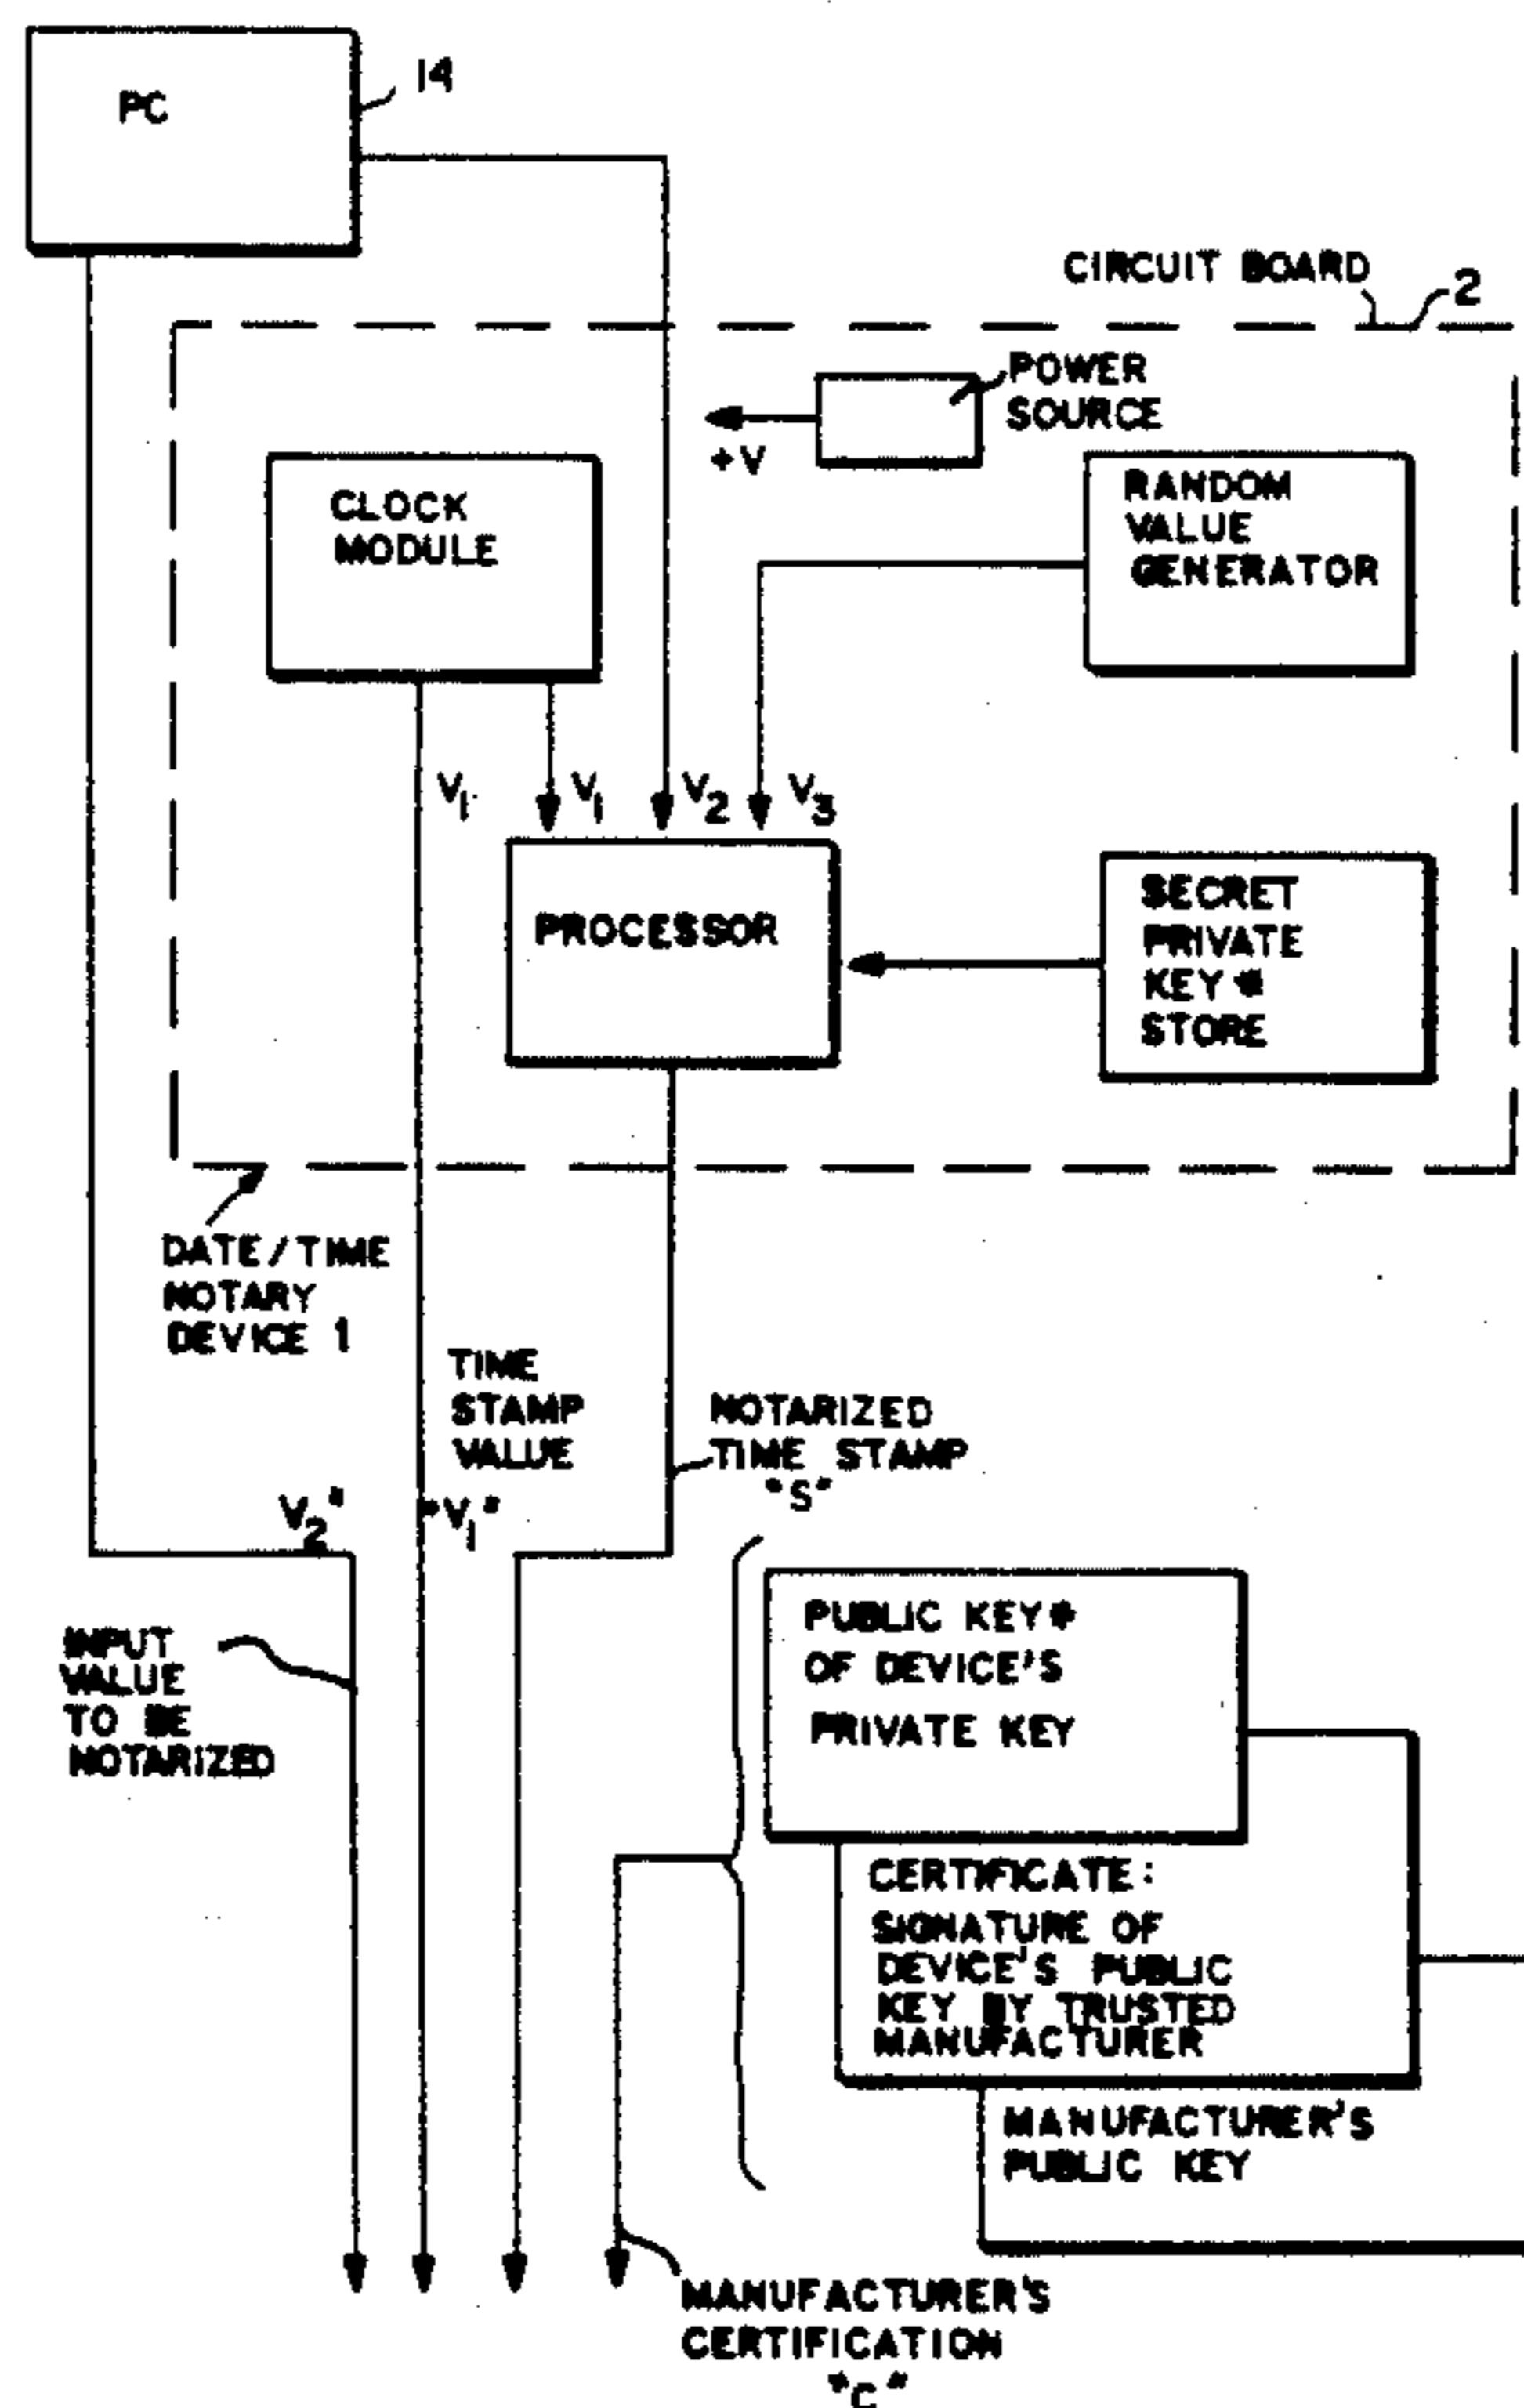 PC
14
CIRCUIT BOARD
2
POWER
SOURCE
+V
CLOCK
MODULE
RANDOM
VALUE
GENERATOR
V1
V1
V2
V3
PROCESSOR
SECRET
PRIVATE
KEY *
STORE
DATE/TIME
NOTARY
DEVICE 1
TIME
STAMP
VALUE
"V1"
NOTARIZED
TIME STAMP
"S"
V2"
INPUT
VALUE
TO BE
NOTARIZED
PUBLIC KEY *
OF DEVICE'S
PRIVATE KEY
CERTIFICATE:
SIGNATURE OF
DEVICE'S PUBLIC
KEY BY TRUSTED
MANUFACTURER
MANUFACTURER'S
PUBLIC KEY
MANUFACTURER'S
CERTIFICATION
"C"